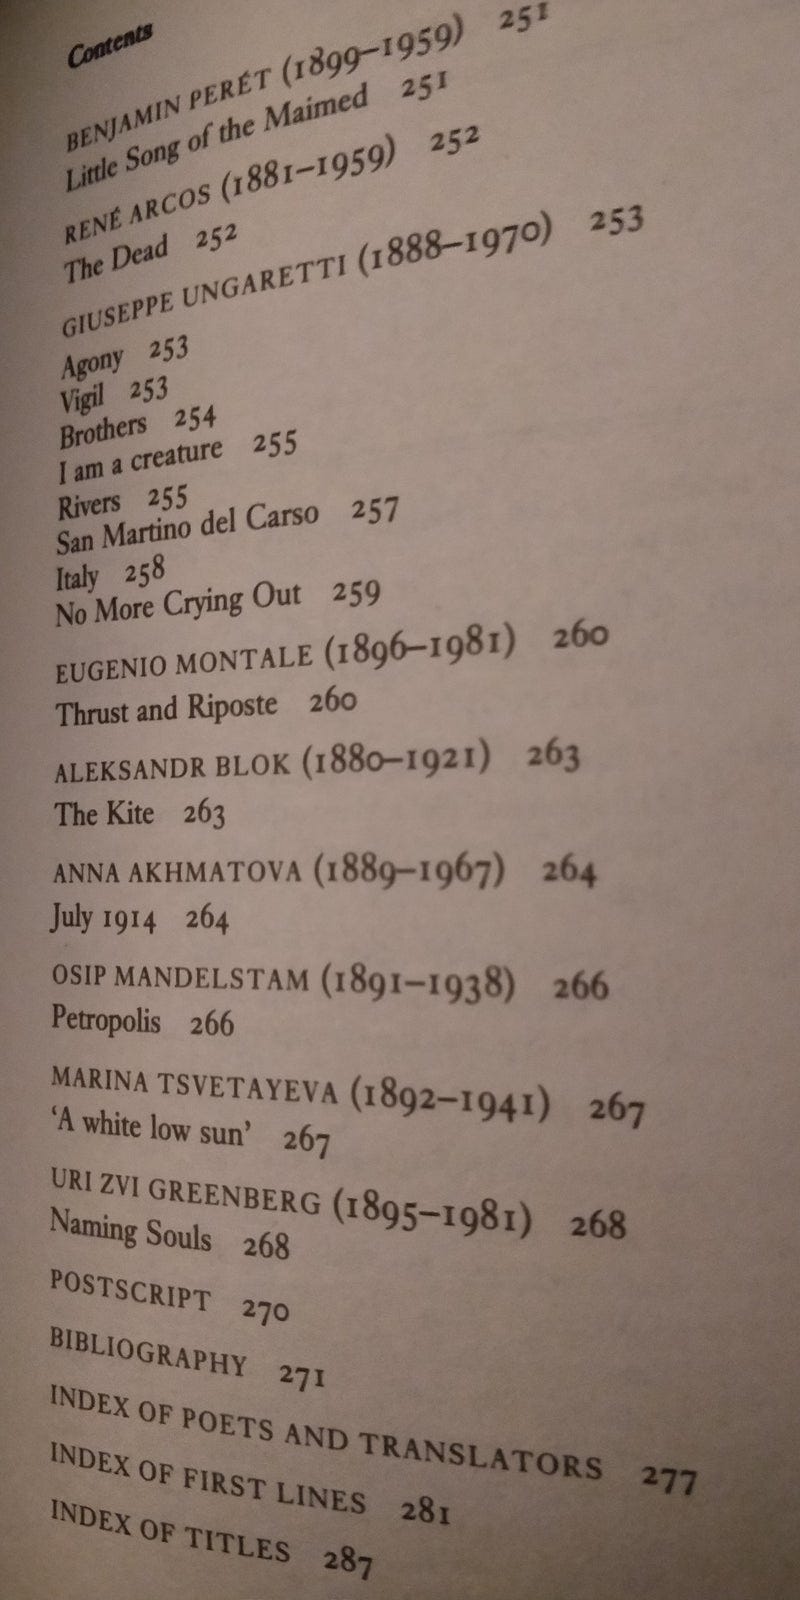 Contents
BENJAMIN PERÉT (1899–1959) 251
Little Song of the Maimed 251
RENÉ ARCOS (1881–1959) 252
The Dead 252
GIUSEPPE UNGARETTI (1888–1970) 253
Agony 253
Vigil 253
Brothers 254
I am a creature 255
Rivers 255
San Martino del Carso 257
Italy 258
No More Crying Out 259
EUGENIO MONTALE (1896–1981) 260
Thrust and Riposte 260
ALEKSANDR BLOK (1880–1921) 263
The Kite 263
ANNA AKHMATOVA (1889–1967) 264
July 1914 264
OSIP MANDELSTAM (1891–1938) 266
Petropolis 266
MARINA TSVETAYEVA (1892–1941) 267
‘A white low sun’ 267
URI ZVI GREENBERG (1895–1981) 268
Naming Souls 268
POSTSCRIPT 270
BIBLIOGRAPHY 271
INDEX OF POETS AND TRANSLATORS 277
INDEX OF FIRST LINES 281
INDEX OF TITLES 287